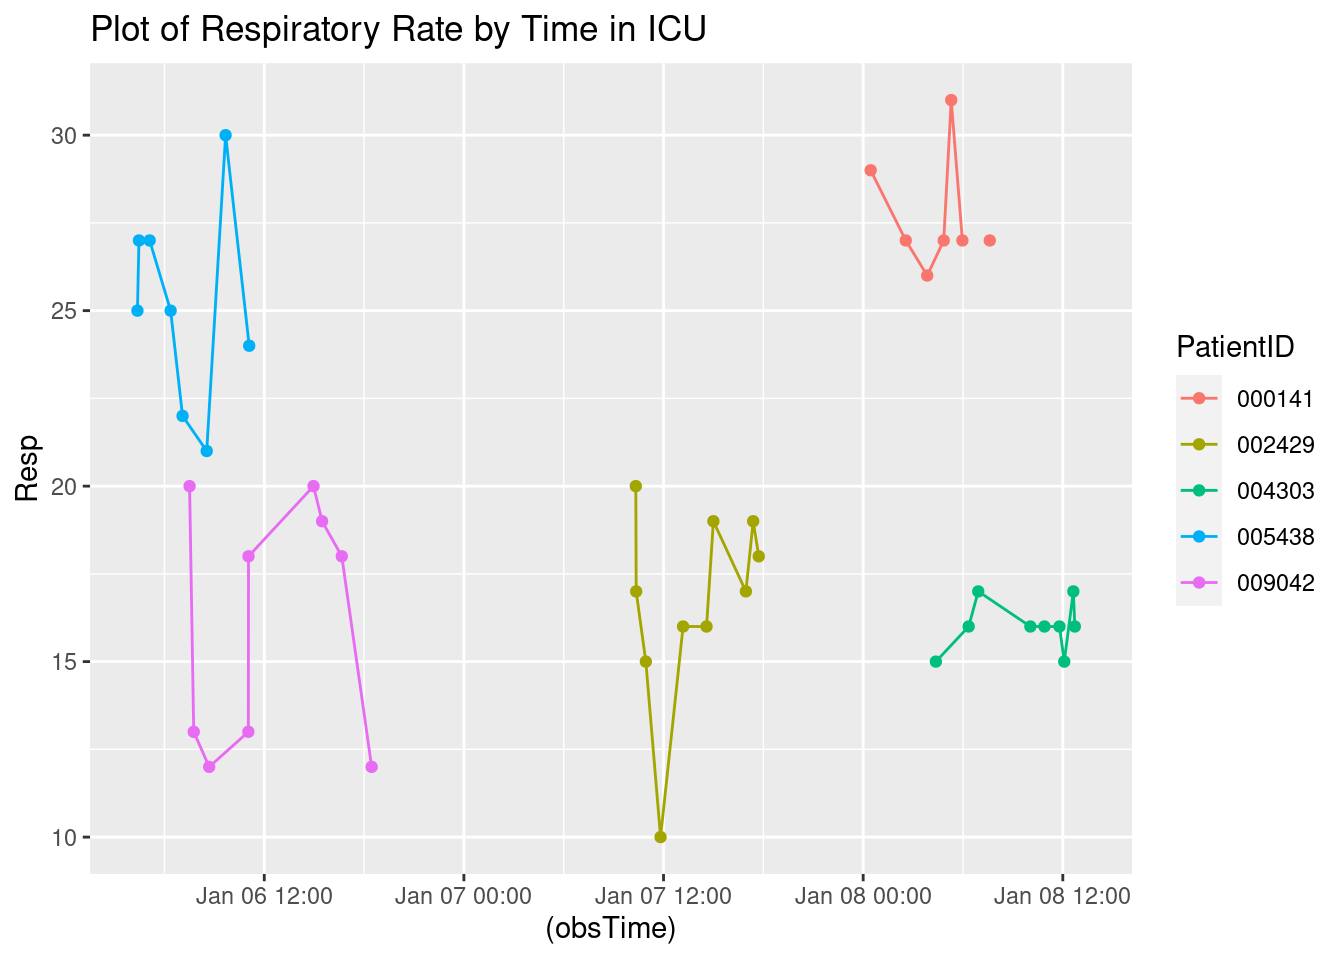 Plot of Respiratory Rate by Time in ICU
30
25
20
15
10
Resp
Jan 06 12:00 Jan 07 00:00 Jan 07 12:00 Jan 08 00:00 Jan 08 12:00
(obsTime)
PatientID
000141
002429
004303
005438
009042